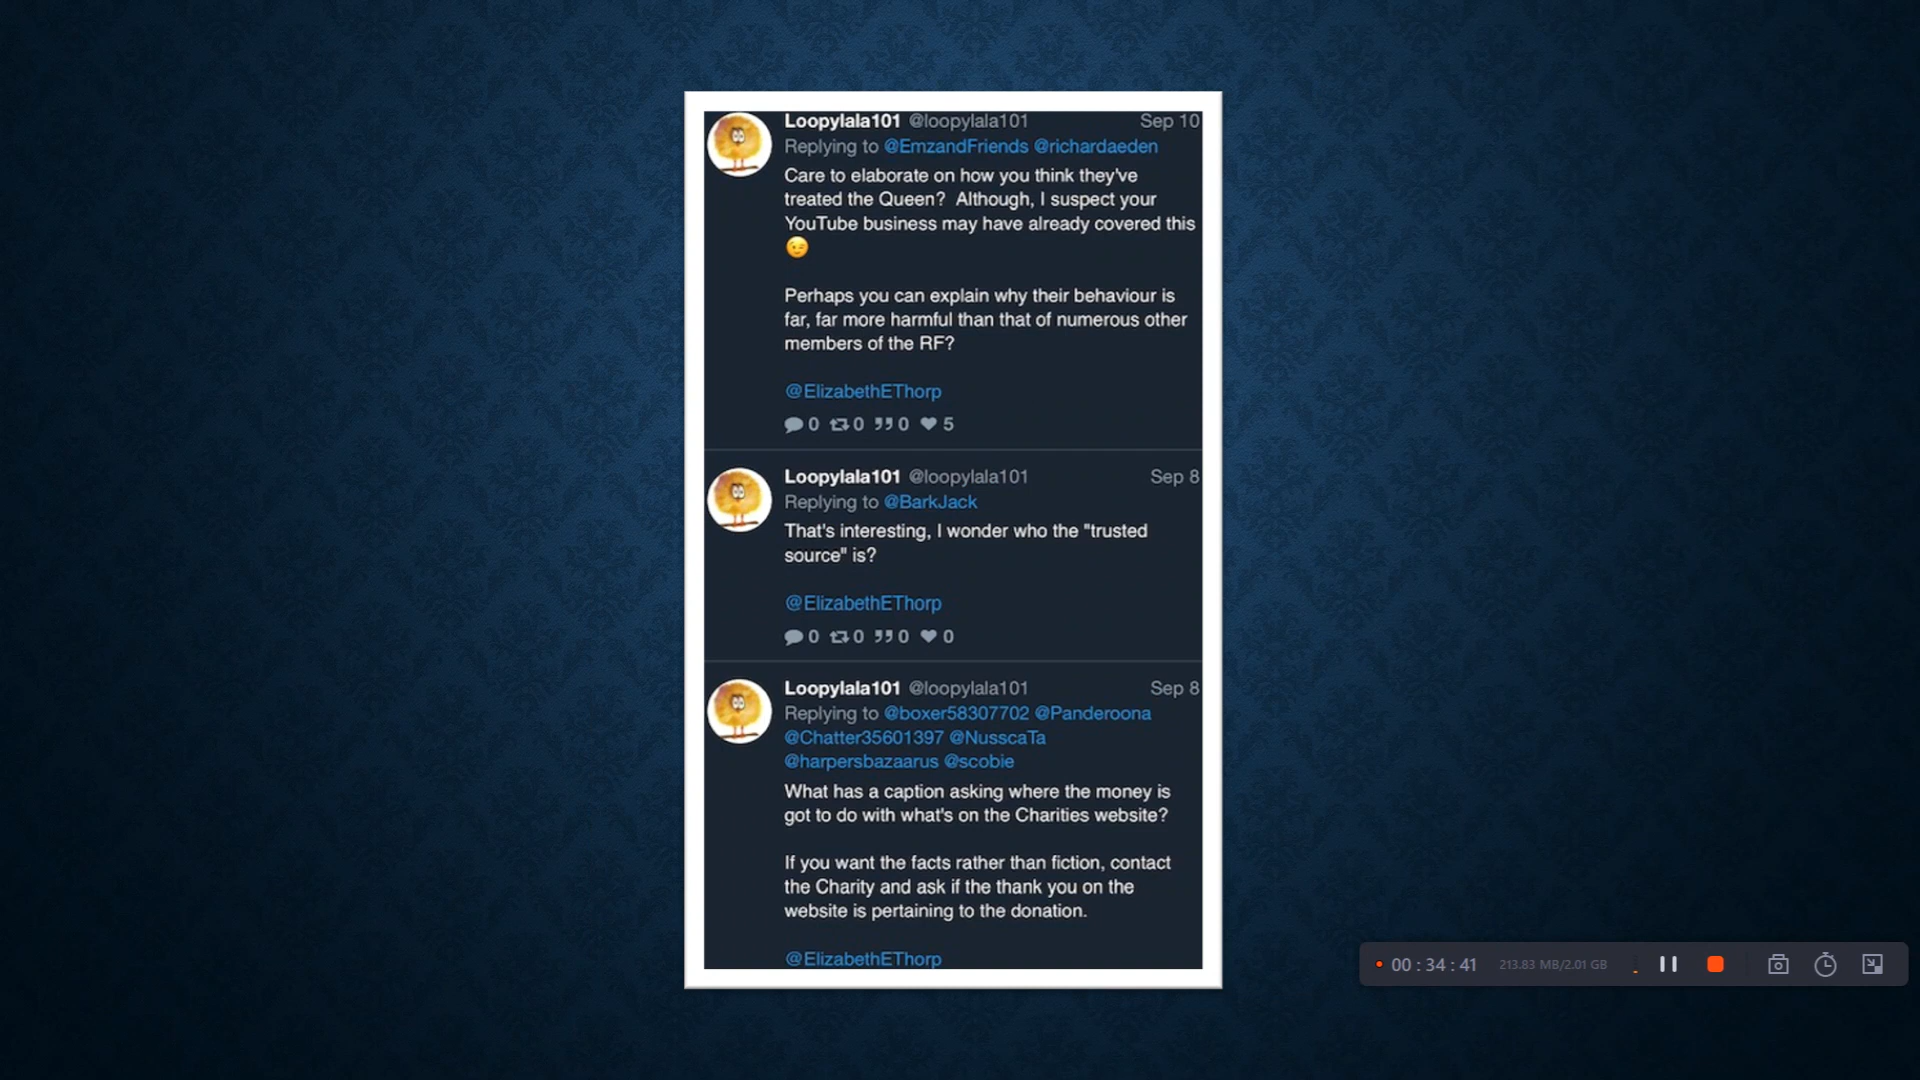 Loopylala101 @loopylala101 Sep 10
Replying to @EmzandFriends @richardaeden
Care to elaborate on how you think they've
treated the Queen? Although, I suspect your
YouTube business may have already covered this
😉
Perhaps you can explain why their behaviour is
far, far more harmful than that of numerous other
members of the RF?
@ElizabethEThorp
0 0 0 5
Loopylala101 @loopylala101 Sep 8
Replying to @BarkJack
That's interesting, I wonder who the "trusted
source" is?
@ElizabethEThorp
0 0 0 0
Loopylala101 @loopylala101 Sep 8
Replying to @boxer58307702 @Panderoona
@Chatter35601397 @NusscaTa
@harpersbazaarus @scobie
What has a caption asking where the money is
got to do with what's on the Charities website?
If you want the facts rather than fiction, contact
the Charity and ask if the thank you on the
website is pertaining to the donation.
@ElizabethEThorp
00 : 34 : 41 213.83 MB/2.01 GB